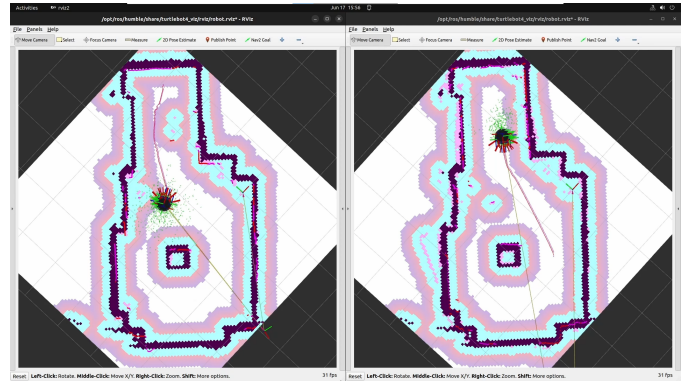 Activities rviz2 Jun 17 15:56
/opt/ros/humble/share/turtlebot4_viz/rviz/robot.rviz* - RViz
File Panels Help
Move Camera Select Focus Camera Measure 2D Pose Estimate Publish Point Nav2 Goal
Reset Left-Click: Rotate. Middle-Click: Move X/Y. Right-Click: Zoom. Shift: More options. 31 fps
/opt/ros/humble/share/turtlebot4_viz/rviz/robot.rviz* - RViz
File Panels Help
Move Camera Select Focus Camera Measure 2D Pose Estimate Publish Point Nav2 Goal
Reset Left-Click: Rotate. Middle-Click: Move X/Y. Right-Click: Zoom. Shift: More options. 31 fps